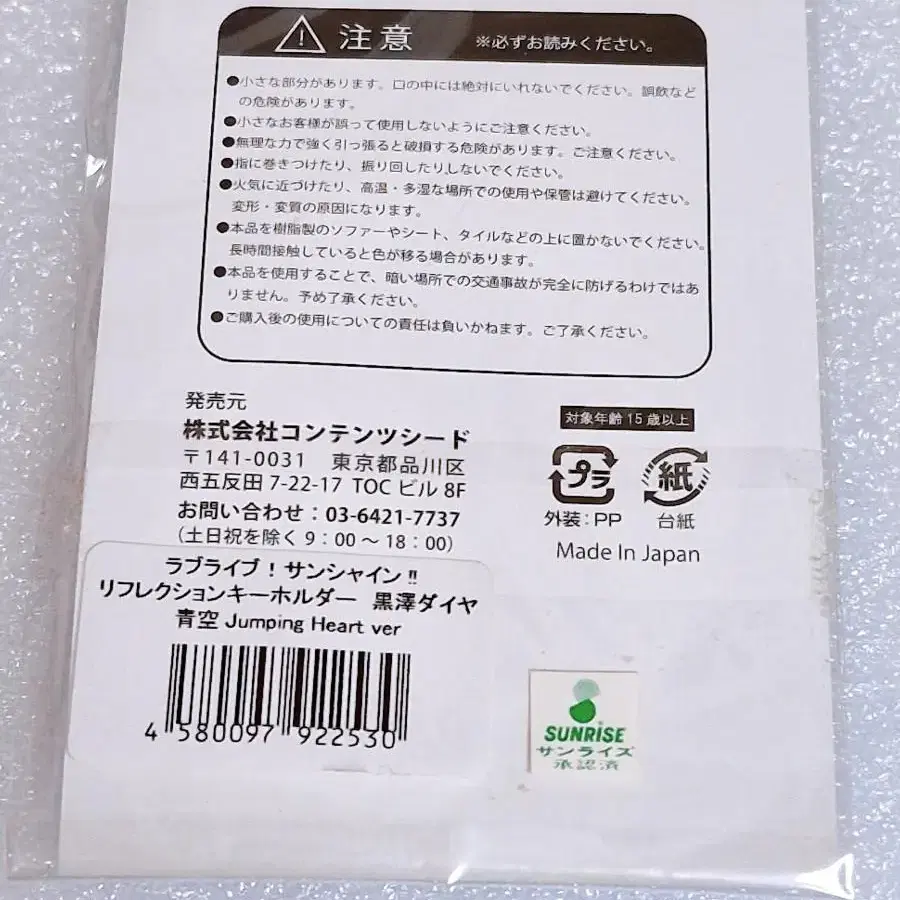 注意 ※必ずお読みください。
●小さな部分があります。口の中には絶対にいれないでください。誤飲など
の危険があります。
●小さなお客様が誤って使用しないようにご注意ください。
●無理な力で強く引っ張ると破損する危険があります。ご注意ください。
●指に巻きつけたり、振り回したりしないでください。
●火気に近づけたり、高温・多湿な場所での使用や保管は避けてください。
変形・変質の原因になります。
●本品を樹脂製のソファーやシート、タイルなどの上に置かないでください。
長時間接触していると色が移る場合があります。
●本品を使用することで、暗い場所での交通事故が完全に防げるわけではあ
りません。予め了承ください。
●ご購入後の使用についての責任は負いかねます。ご了承ください。
発売元
株式会社コンテンツシード
〒141-0031 東京都品川区
西五反田 7-22-17 TOC ビル 8F
お問い合わせ：03-6421-7737
(土日祝を除く 9：00 〜 18：00)
対象年齢 15 歳以上
プラ 紙
外装：PP 台紙
Made In Japan
ラブライブ！サンシャイン!!
リフレクションキーホルダー 黒澤ダイヤ
青空 Jumping Heart ver
4 580097 922530
SUNRISE
サンライズ
承認済